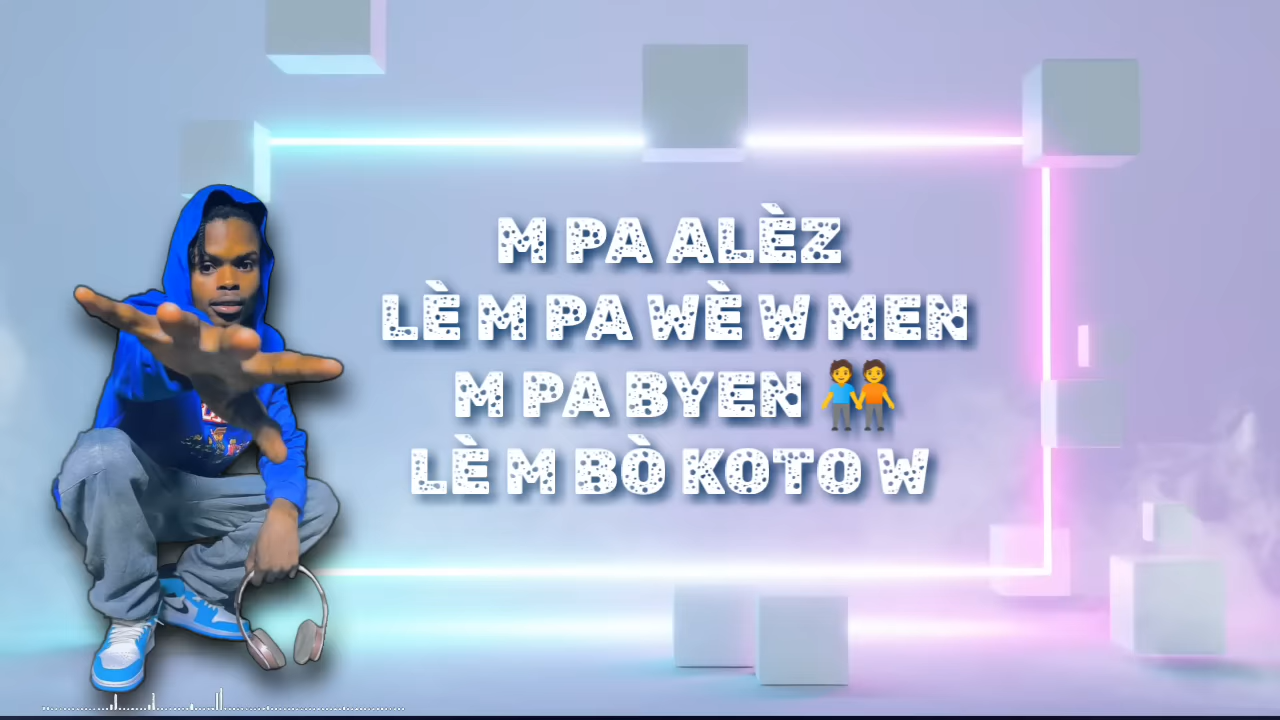 M PA ALÈZ
LÈ M PA WÈ W MEN
M PA BYEN 🧑‍🤝‍🧑
LÈ M BÒ KOTO W